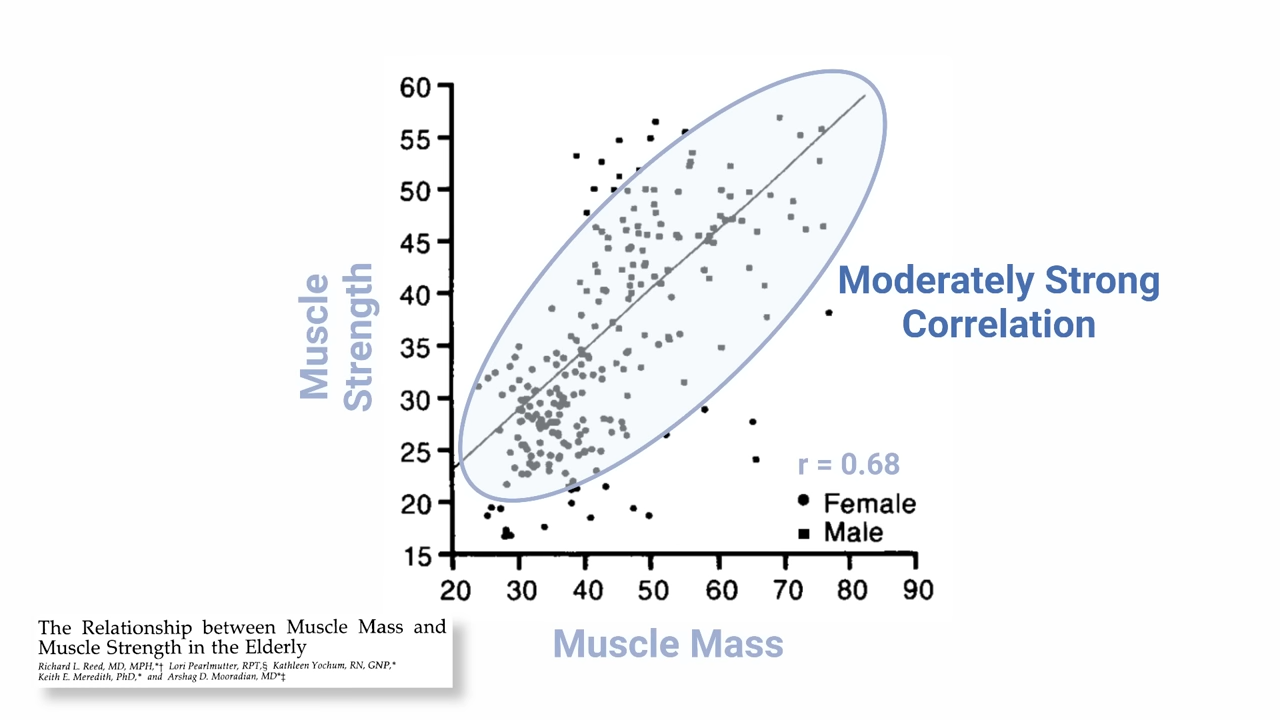 60
55
50
45
40
35
30
25
20
15
20 30 40 50 60 70 80 90
Muscle
Strength
Muscle Mass
Moderately Strong
Correlation
r = 0.68
Female
Male
The Relationship between Muscle Mass and
Muscle Strength in the Elderly
Richard L. Reed, MD, MPH,*† Lori Pearlmutter, RPT,§ Kathleen Yochum, RN, GNP,*
Keith E. Meredith, PhD,* and Arshag D. Mooradian, MD*‡